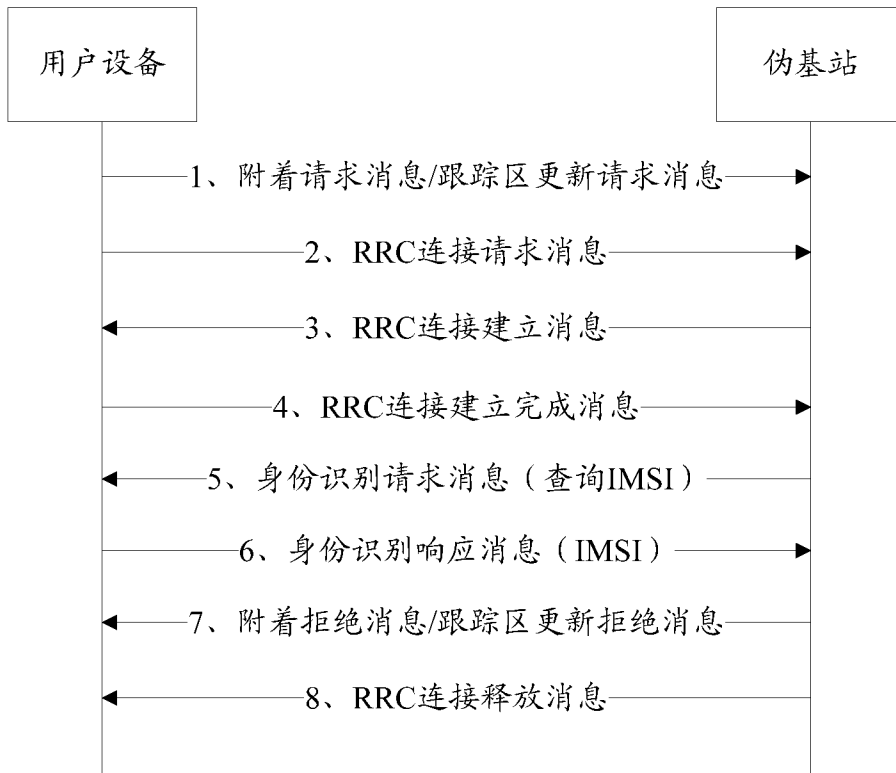 用户设备
伪基站
1、附着请求消息/跟踪区更新请求消息
2、RRC连接请求消息
3、RRC连接建立消息
4、RRC连接建立完成消息
5、身份识别请求消息（查询IMSI）
6、身份识别响应消息（IMSI）
7、附着拒绝消息/跟踪区更新拒绝消息
8、RRC连接释放消息